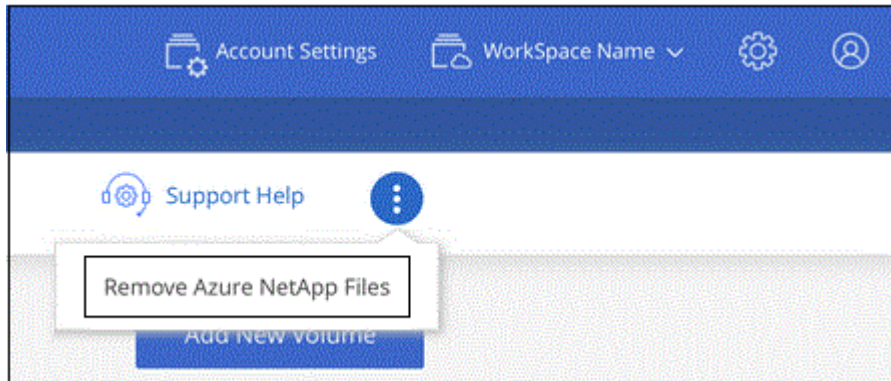 Account Settings WorkSpace Name
Support Help
Remove Azure NetApp Files
Add New Volume